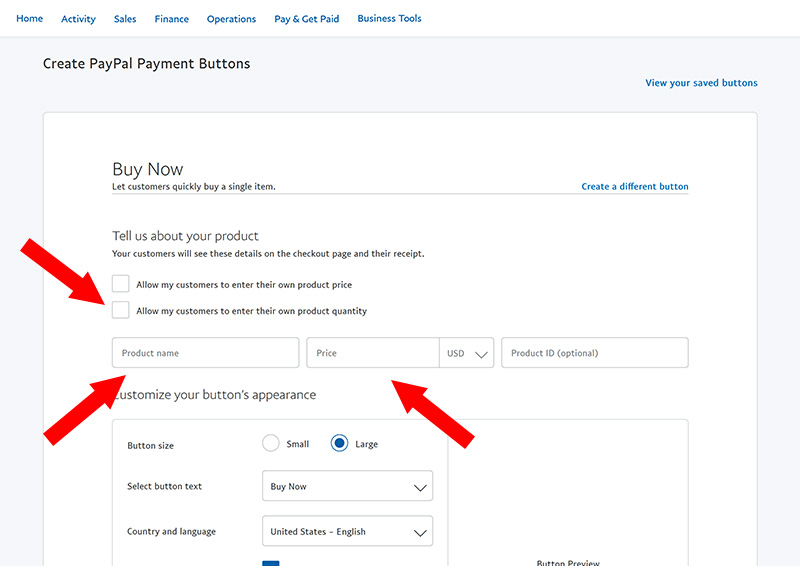 Home Activity Sales Finance Operations Pay & Get Paid Business Tools
Create PayPal Payment Buttons
View your saved buttons
Buy Now
Let customers quickly buy a single item.
Create a different button
Tell us about your product
Your customers will see these details on the checkout page and their receipt.
Allow my customers to enter their own product price
Allow my customers to enter their own product quantity
Product name Price USD Product ID (optional)
Customize your button's appearance
Button size Small Large
Select button text Buy Now
Country and language United States – English
Button Preview